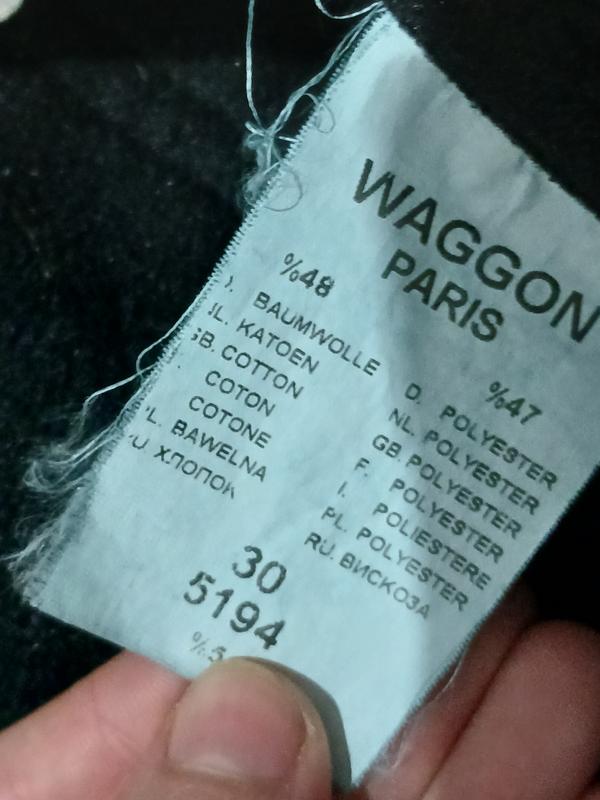 WAGGON
PARIS
%48
BAUMWOLLE
KATOEN
COTTON
COTON
COTONE
BAWELNA
ХЛОПОК
%47
D. POLYESTER
NL. POLYESTER
GB. POLYESTER
F. POLYESTER
I. POLIESTERE
PL. POLYESTER
RU. ВИСКОЗА
30
5194
%5